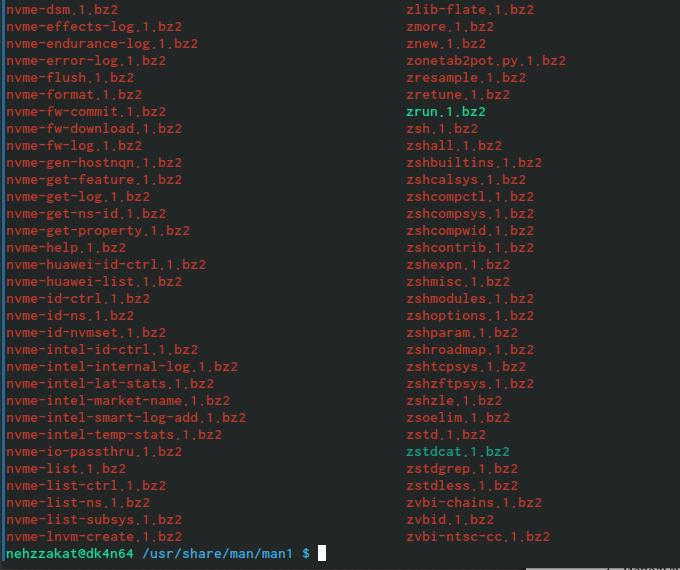 nvme-dsm.1.bz2 zlib-flate.1.bz2
nvme-effects-log.1.bz2 zmore.1.bz2
nvme-endurance-log.1.bz2 znew.1.bz2
nvme-error-log.1.bz2 zonetab2pot.py.1.bz2
nvme-flush.1.bz2 zresample.1.bz2
nvme-format.1.bz2 zretune.1.bz2
nvme-fw-commit.1.bz2 zrun.1.bz2
nvme-fw-download.1.bz2 zsh.1.bz2
nvme-fw-log.1.bz2 zshall.1.bz2
nvme-gen-hostnqn.1.bz2 zshbuiltins.1.bz2
nvme-get-feature.1.bz2 zshcalsys.1.bz2
nvme-get-log.1.bz2 zshcompctl.1.bz2
nvme-get-ns-id.1.bz2 zshcompsys.1.bz2
nvme-get-property.1.bz2 zshcompwid.1.bz2
nvme-help.1.bz2 zshcontrib.1.bz2
nvme-huawei-id-ctrl.1.bz2 zshexpn.1.bz2
nvme-huawei-list.1.bz2 zshmisc.1.bz2
nvme-id-ctrl.1.bz2 zshmodules.1.bz2
nvme-id-ns.1.bz2 zshoptions.1.bz2
nvme-id-nvmset.1.bz2 zshparam.1.bz2
nvme-intel-id-ctrl.1.bz2 zshroadmap.1.bz2
nvme-intel-internal-log.1.bz2 zshtcpsys.1.bz2
nvme-intel-lat-stats.1.bz2 zshzftpsys.1.bz2
nvme-intel-market-name.1.bz2 zshzle.1.bz2
nvme-intel-smart-log-add.1.bz2 zsoelim.1.bz2
nvme-intel-temp-stats.1.bz2 zstd.1.bz2
nvme-io-passthru.1.bz2 zstdcat.1.bz2
nvme-list.1.bz2 zstdgrep.1.bz2
nvme-list-ctrl.1.bz2 zstdless.1.bz2
nvme-list-ns.1.bz2 zvbi-chains.1.bz2
nvme-list-subsys.1.bz2 zvbid.1.bz2
nvme-lnvm-create.1.bz2 zvbi-ntsc-cc.1.bz2
nehzzakat@dk4n64 /usr/share/man/man1 $